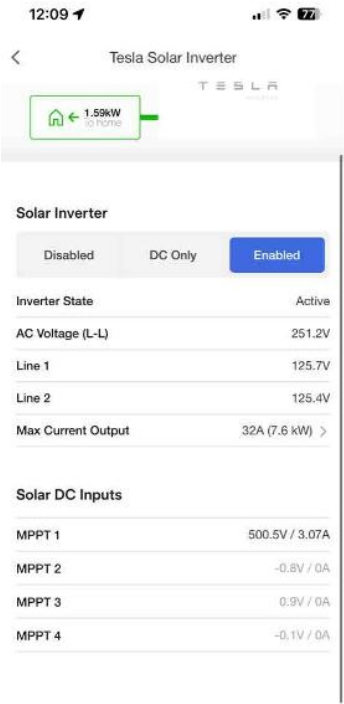 12:09
77
Tesla Solar Inverter
TESLA
1.59kW
To home
Solar Inverter
Disabled DC Only Enabled
Inverter State Active
AC Voltage (L-L) 251.2V
Line 1 125.7V
Line 2 125.4V
Max Current Output 32A (7.6 kW) >
Solar DC Inputs
MPPT 1 500.5V / 3.07A
MPPT 2 -0.8V / 0A
MPPT 3 0.9V / 0A
MPPT 4 -0.1V / 0A